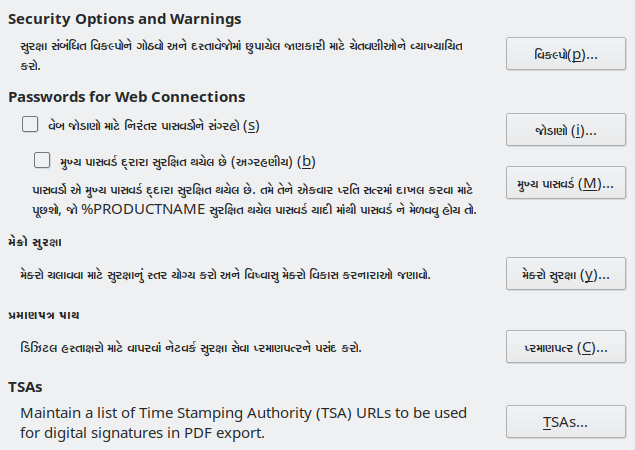 Security Options and Warnings
સુરક્ષા સંબંધિત વિકલ્પોને ગોઠવો અને દસ્તાવેજોમાં છુપાયેલ જાણકારી માટે ચેતવણીઓને વ્યાખ્યાયિત
કરો.
વિકલ્પો(p)...
Passwords for Web Connections
વેબ જોડાણો માટે નિરંતર પાસવર્ડોને સંગ્રહો (s)
જોડાણો (i)...
મુખ્ય પાસવર્ડ દ્રારા સુરક્ષિત થયેલ છે (અગ્રહણીય) (b)
પાસવર્ડો એ મુખ્ય પાસવર્ડ દ્દારા સુરક્ષિત થયેલ છે. તમે તેને એકવાર પ્રતિ સત્રમાં દાખલ કરવા માટે
પૂછશો, જો %PRODUCTNAME સુરક્ષિત થયેલ પાસવર્ડ યાદી માંથી પાસવર્ડ ને મેળવવુ હોય તો.
મુખ્ય પાસવર્ડ (M)...
મેક્રો સુરક્ષા
મેક્રો ચલાવવા માટે સુરક્ષાનું સ્તર યોગ્ય કરો અને વિશ્વાસુ મેક્રો વિકાસ કરનારાઓ જણાવો.
મેક્રો સુરક્ષા (y)...
પ્રમાણપત્ર પાથ
ડિઝિટલ હસ્તાક્ષરો માટે વાપરવાં નેટવર્ક સુરક્ષા સેવા પ્રમાણપત્રને પસંદ કરો.
પ્રમાણપત્ર (C)...
TSAs
Maintain a list of Time Stamping Authority (TSA) URLs to be used
for digital signatures in PDF export.
TSAs...